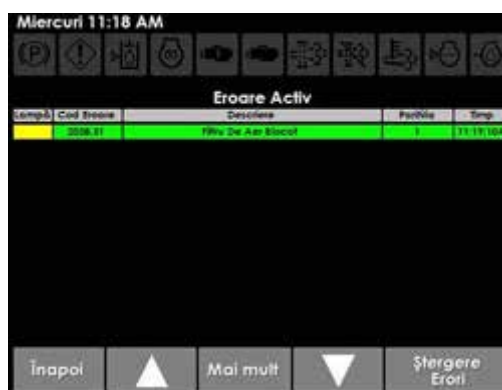 Miercuri 11:18 AM
Eroare Activ
Lampă Cod Eroare Descriere Timp
Filtru De Aer Blocat 1
Înapoi Mai mult Ștergere Erori